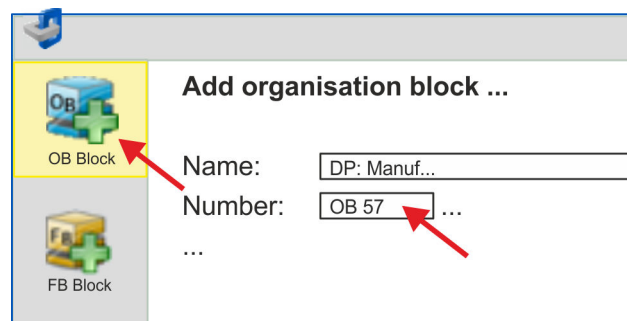 Add organisation block ...
OB
OB Block
Name: DP: Manuf...
Number: OB 57 ...
...
FB
FB Block